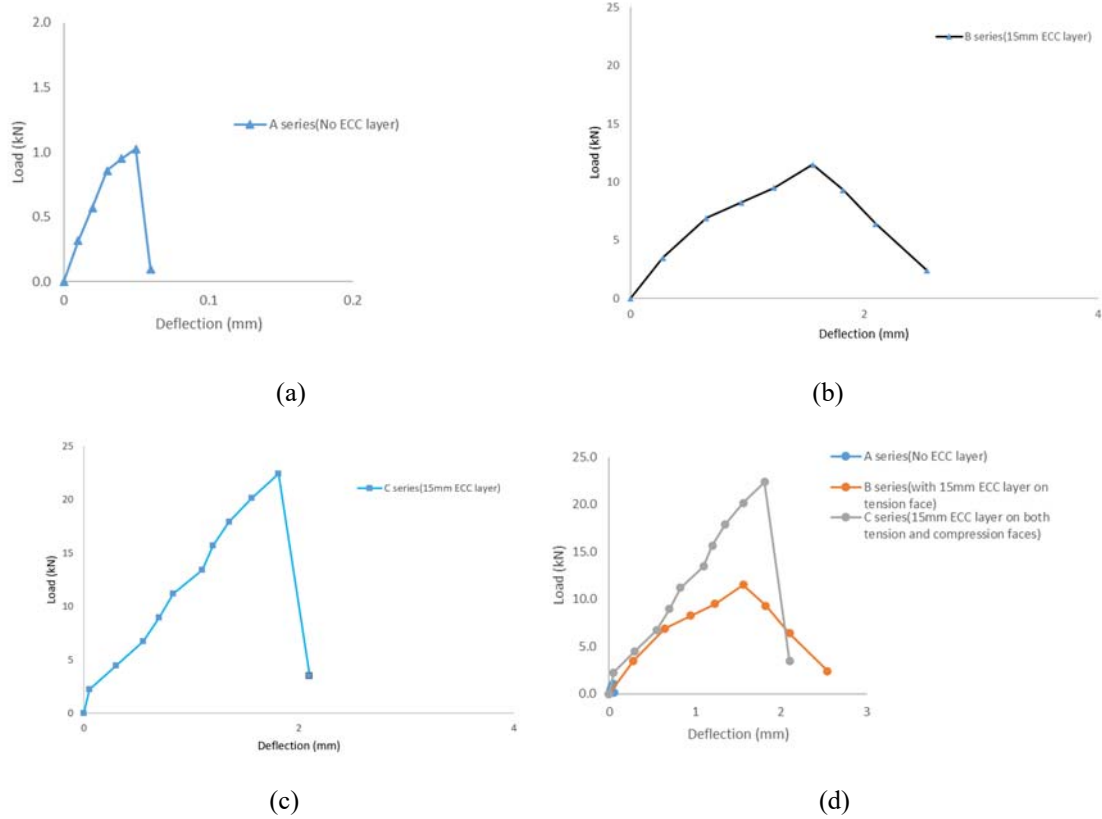 2.0
1.5
1.0
0.5
0.0
0
0.1
0.2
Load (kN)
Deflection (mm)
A series(No ECC layer)
(a)
25
20
15
10
5
0
0
2
4
Load (kN)
Deflection (mm)
B series(15mm ECC layer)
(b)
25
20
15
10
5
0
0
2
4
Load (kN)
Deflection (mm)
C series(15mm ECC layer)
(c)
25.0
20.0
15.0
10.0
5.0
0.0
0
1
2
3
Load (kN)
Deflection (mm)
A series(No ECC layer)
B series(with 15mm ECC layer on
tension face)
C series(15mm ECC layer on both
tension and compression faces)
(d)